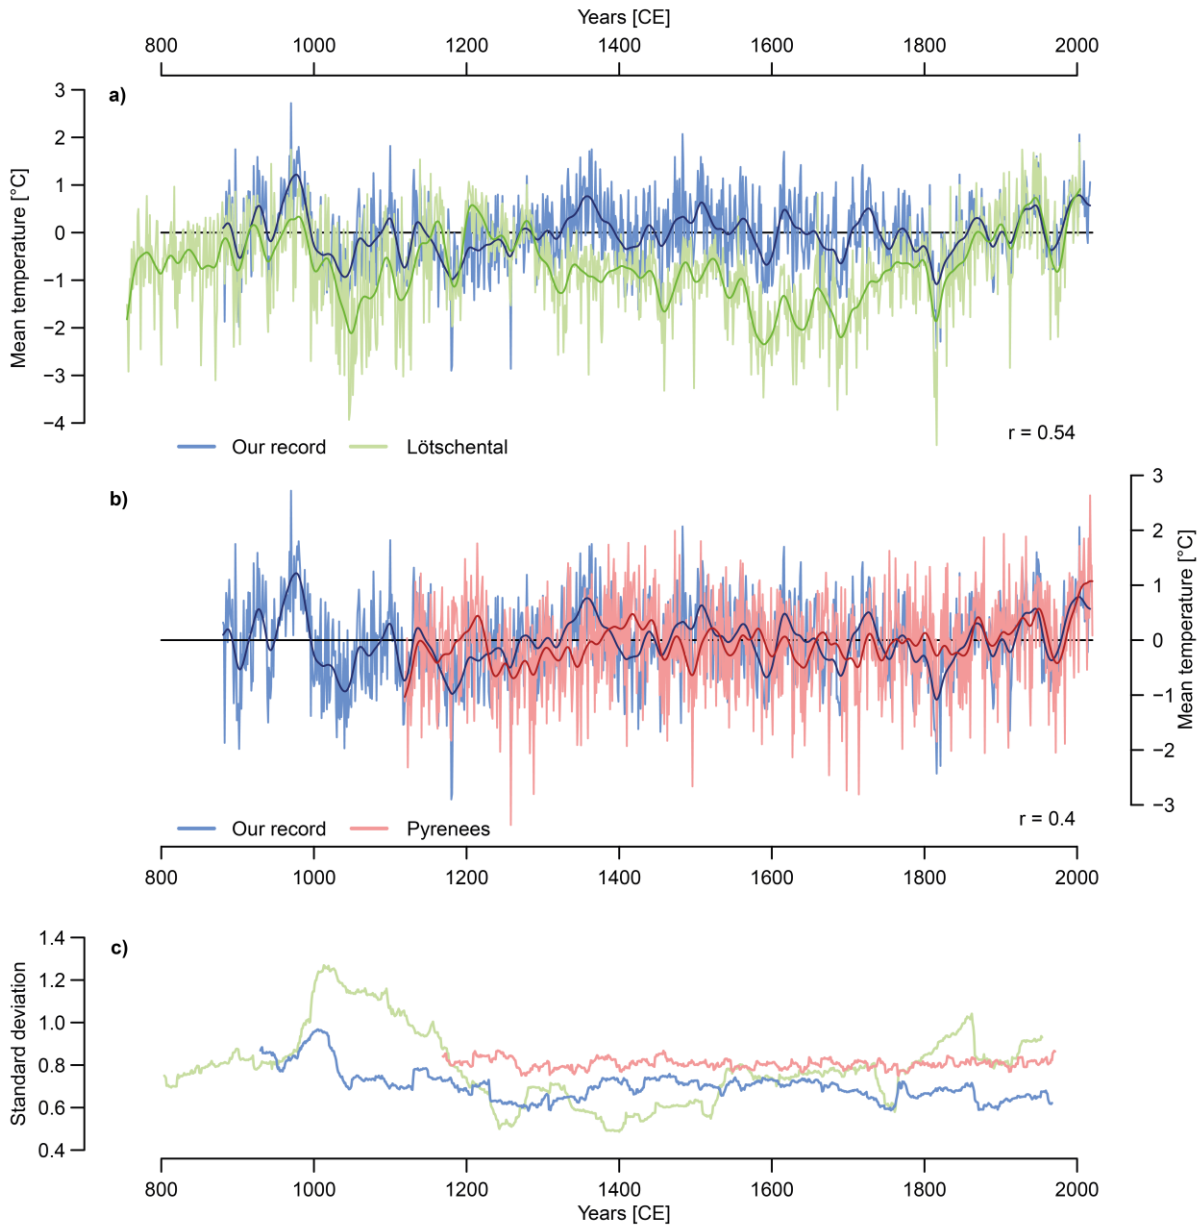 Years [CE]
800 1000 1200 1400 1600 1800 2000
a)
3
2
1
0
−1
−2
−3
−4
Mean temperature [°C]
Our record Lötschental
r = 0.54
b)
3
2
1
0
−1
−2
−3
Mean temperature [°C]
Our record Pyrenees
r = 0.4
800 1000 1200 1400 1600 1800 2000
c)
1.4
1.2
1.0
0.8
0.6
0.4
Standard deviation
800 1000 1200 1400 1600 1800 2000
Years [CE]